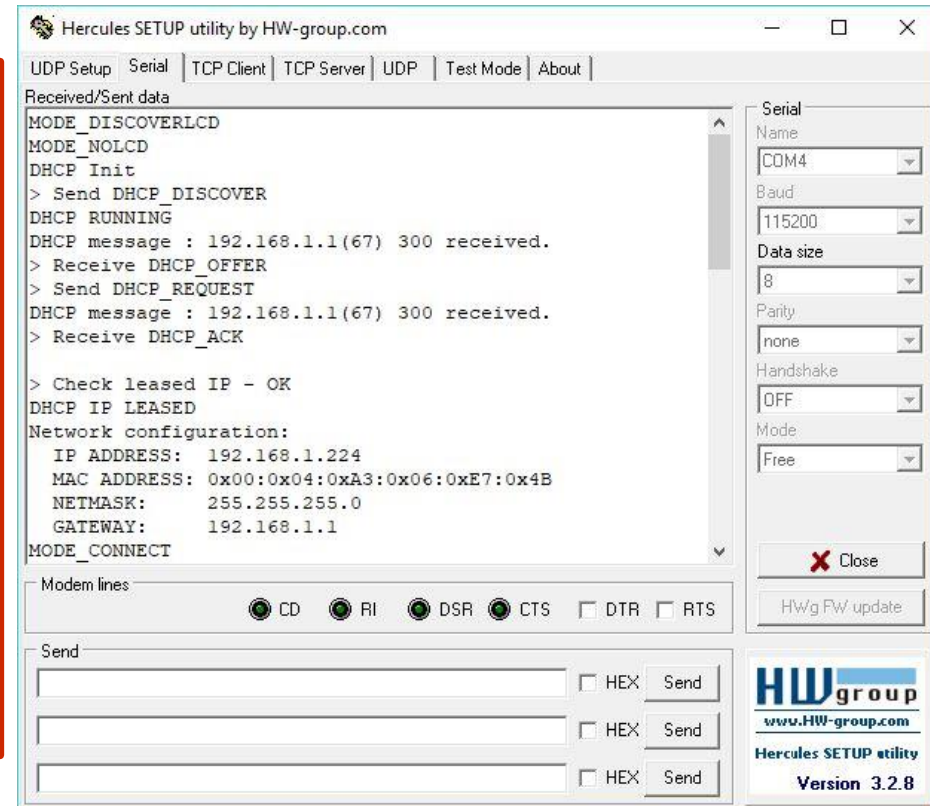 Hercules SETUP utility by HW-group.com
UDP Setup Serial TCP Client TCP Server UDP Test Mode About
Received/Sent data
MODE_DISCOVERLCD
MODE_NOLCD
DHCP Init
> Send DHCP_DISCOVER
DHCP RUNNING
DHCP message : 192.168.1.1(67) 300 received.
> Receive DHCP_OFFER
> Send DHCP_REQUEST
DHCP message : 192.168.1.1(67) 300 received.
> Receive DHCP_ACK
> Check leased IP - OK
DHCP IP LEASED
Network configuration:
IP ADDRESS: 192.168.1.224
MAC ADDRESS: 0x00:0x04:0xA3:0x06:0xE7:0x4B
NETMASK: 255.255.255.0
GATEWAY: 192.168.1.1
MODE_CONNECT
Serial
Name
COM4
Baud
115200
Data size
8
Parity
none
Handshake
OFF
Mode
Free
Close
HWg FW update
Modem lines
CD RI DSR CTS DTR RTS
Send
HEX Send
HEX Send
HEX Send
HW group
www.HW-group.com
Hercules SETUP utility
Version 3.2.8